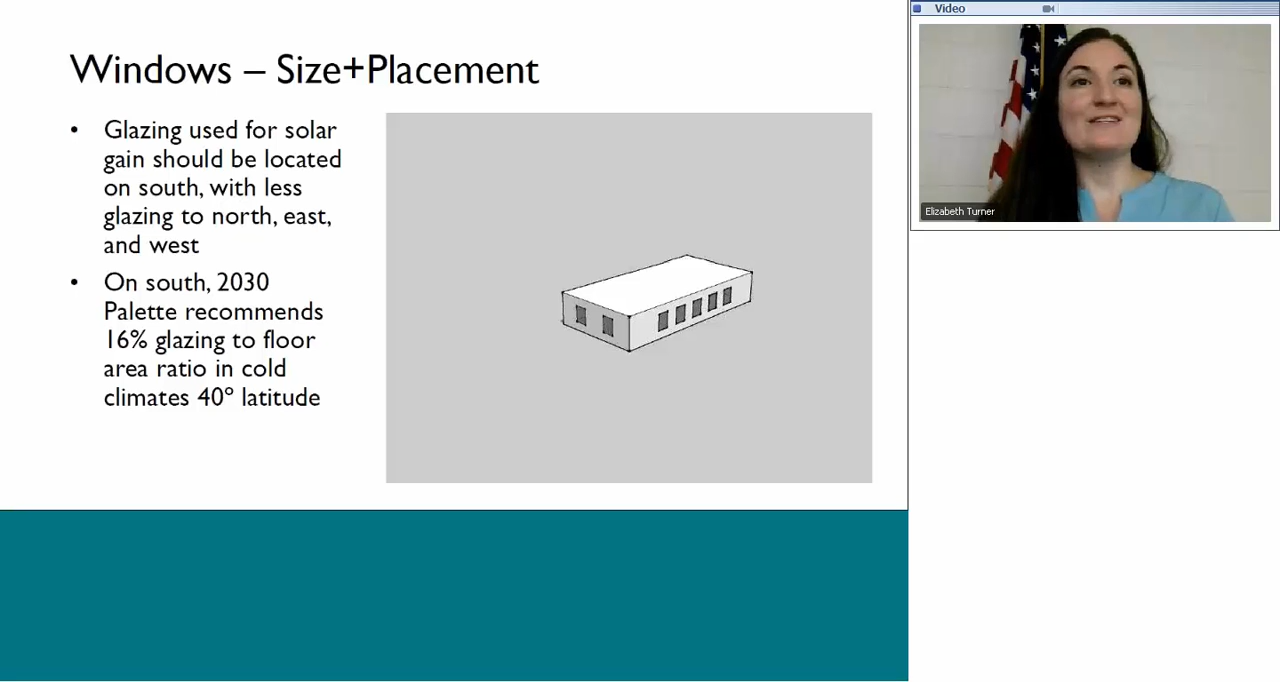 Windows – Size+Placement
• Glazing used for solar
gain should be located
on south, with less
glazing to north, east,
and west
• On south, 2030
Palette recommends
16% glazing to floor
area ratio in cold
climates 40º latitude
Video
Elizabeth Turner